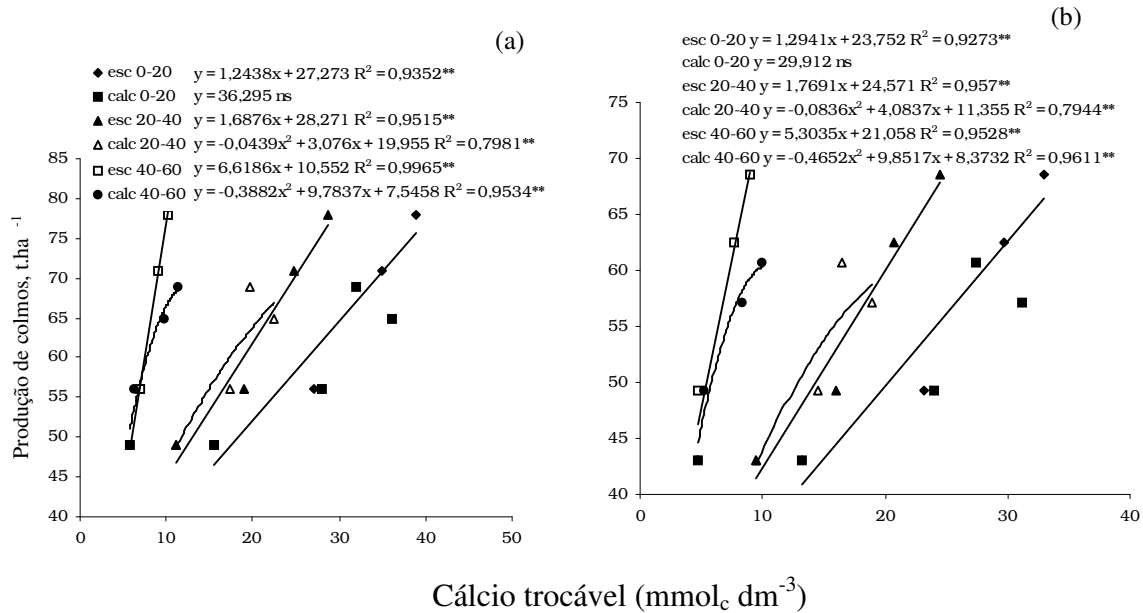 (a)
◆ esc 0-20 y = 1,2438x + 27,273 R² = 0,9352**
■ calc 0-20 y = 36,295 ns
▲ esc 20-40 y = 1,6876x + 28,271 R² = 0,9515**
△ calc 20-40 y = -0,0439x² + 3,076x + 19,955 R² = 0,7981**
□ esc 40-60 y = 6,6186x + 10,552 R² = 0,9965**
● calc 40-60 y = -0,3882x² + 9,7837x + 7,5458 R² = 0,9534**
85
80
75
70
65
60
55
50
45
40
0 10 20 30 40 50
Produção de colmos, t.ha⁻¹
(b)
esc 0-20 y = 1,2941x + 23,752 R² = 0,9273**
calc 0-20 y = 29,912 ns
esc 20-40 y = 1,7691x + 24,571 R² = 0,957**
calc 20-40 y = -0,0836x² + 4,0837x + 11,355 R² = 0,7944**
esc 40-60 y = 5,3035x + 21,058 R² = 0,9528**
calc 40-60 y = -0,4652x² + 9,8517x + 8,3732 R² = 0,9611**
75
70
65
60
55
50
45
40
0 10 20 30 40
Cálcio trocável (mmol_c dm⁻³)